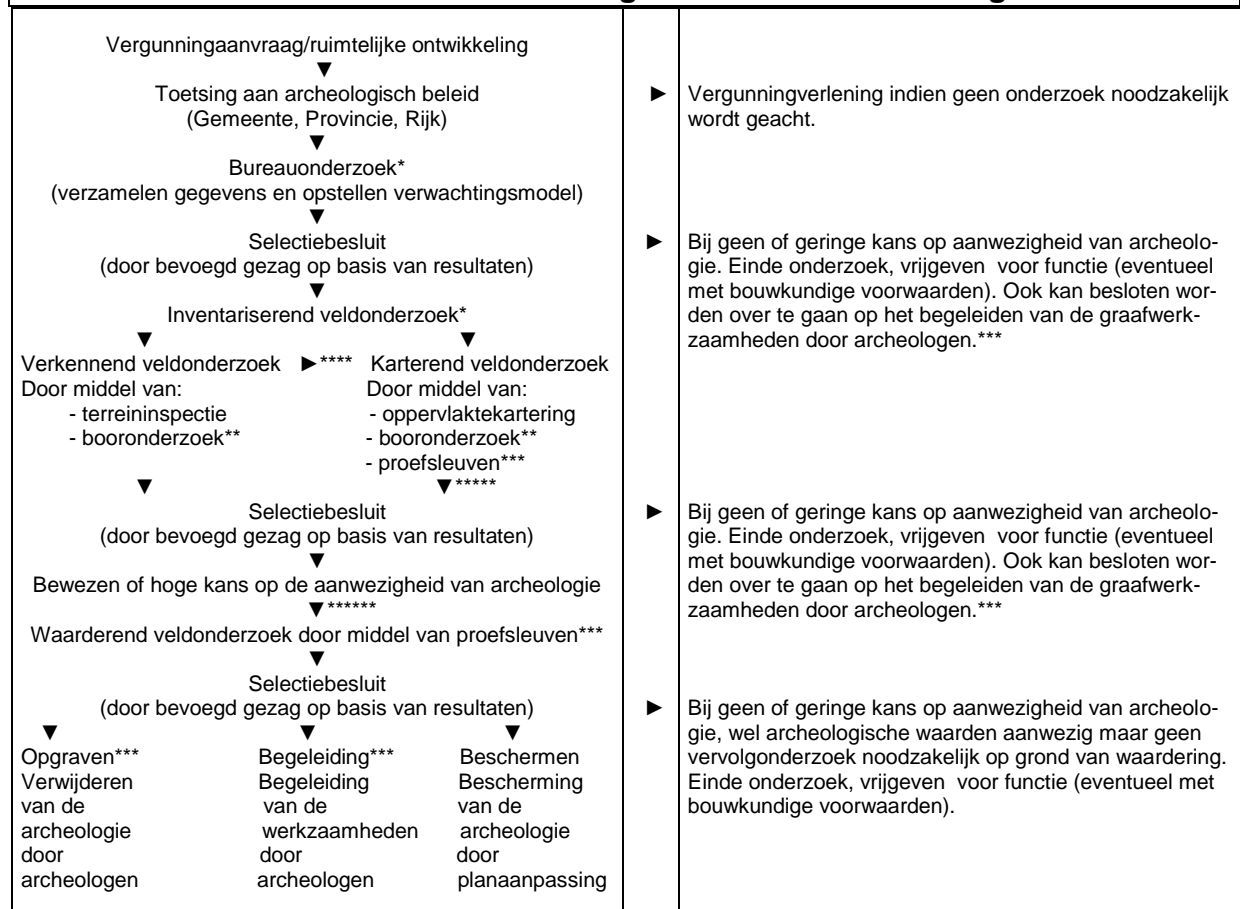 Vergunningaanvraag/ruimtelijke ontwikkeling
▼
Toetsing aan archeologisch beleid
(Gemeente, Provincie, Rijk)
► Vergunningverlening indien geen onderzoek noodzakelijk
wordt geacht.
▼
Bureauonderzoek*
(verzamelen gegevens en opstellen verwachtingsmodel)
▼
Selectiebesluit
(door bevoegd gezag op basis van resultaten)
► Bij geen of geringe kans op aanwezigheid van archeolo-
gie. Einde onderzoek, vrijgeven voor functie (eventueel
met bouwkundige voorwaarden). Ook kan besloten wor-
den over te gaan op het begeleiden van de graafwerk-
zaamheden door archeologen.***
▼
Inventariserend veldonderzoek*
▼ ▼
Verkennend veldonderzoek ►**** Karterend veldonderzoek
Door middel van: Door middel van:
- terreininspectie - oppervlaktekartering
- booronderzoek** - booronderzoek**
- proefsleuven***
▼ ▼*****
Selectiebesluit
(door bevoegd gezag op basis van resultaten)
► Bij geen of geringe kans op aanwezigheid van archeolo-
gie. Einde onderzoek, vrijgeven voor functie (eventueel
met bouwkundige voorwaarden). Ook kan besloten wor-
den over te gaan op het begeleiden van de graafwerk-
zaamheden door archeologen.***
▼
Bewezen of hoge kans op de aanwezigheid van archeologie
▼******
Waarderend veldonderzoek door middel van proefsleuven***
▼
Selectiebesluit
(door bevoegd gezag op basis van resultaten)
► Bij geen of geringe kans op aanwezigheid van archeolo-
gie, wel archeologische waarden aanwezig maar geen
vervolgonderzoek noodzakelijk op grond van waardering.
Einde onderzoek, vrijgeven voor functie (eventueel met
bouwkundige voorwaarden).
▼ ▼ ▼
Opgraven*** Begeleiding*** Beschermen
Verwijderen Begeleiding Bescherming
van de van de van de
archeologie werkzaamheden archeologie
door door door
archeologen archeologen planaanpassing